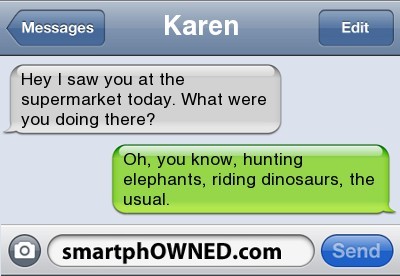 Messages
Karen
Edit
Hey I saw you at the
supermarket today. What were
you doing there?
Oh, you know, hunting
elephants, riding dinosaurs, the
usual.
smartphOWNED.com
Send